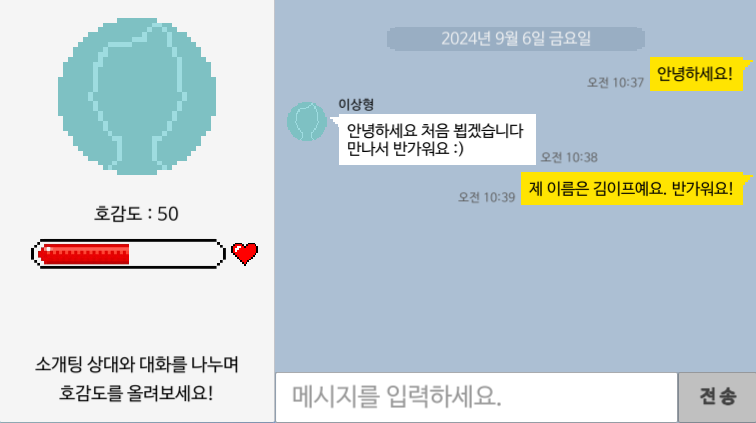 호감도 : 50
소개팅 상대와 대화를 나누며
호감도를 올려보세요!
2024년 9월 6일 금요일
오전 10:37 안녕하세요!
이상형
안녕하세요 처음 뵙겠습니다
만나서 반가워요 :)
오전 10:38
오전 10:39 제 이름은 김이프예요. 반가워요!
메시지를 입력하세요.
전송